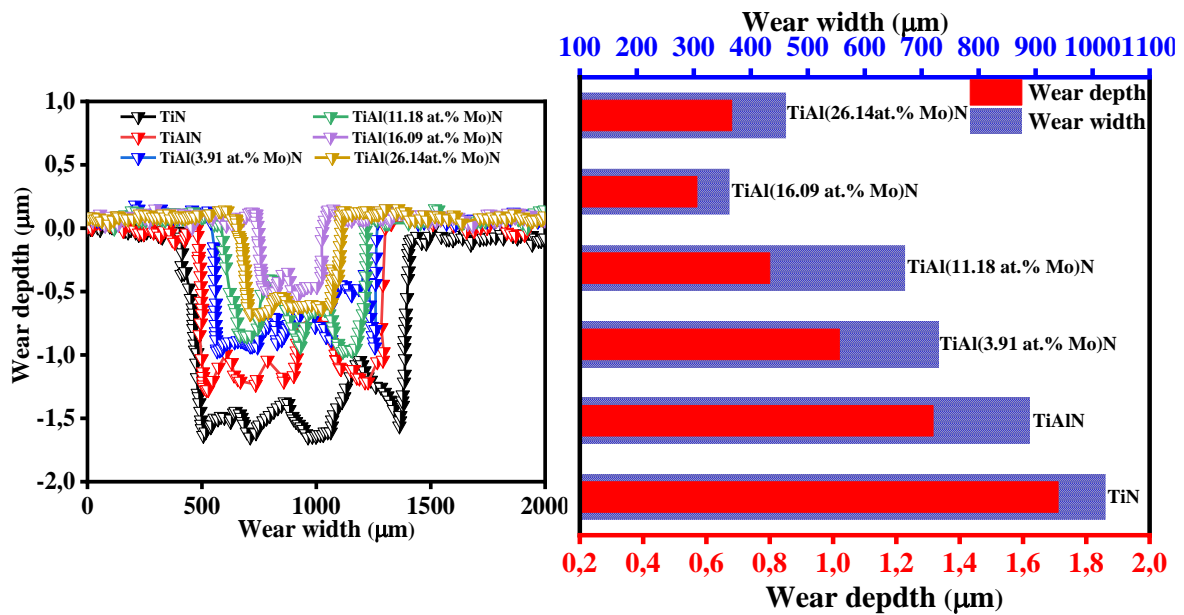 Wear depdth (μm)
1,0
0,5
0,0
-0,5
-1,0
-1,5
-2,0
TiN
TiAlN
TiAl(3.91 at.% Mo)N
TiAl(11.18 at.% Mo)N
TiAl(16.09 at.% Mo)N
TiAl(26.14at.% Mo)N
0 500 1000 1500 2000
Wear width (μm)
Wear width (μm)
100 200 300 400 500 600 700 800 900 1000 1100
Wear depth
Wear width
TiAl(26.14 at.% Mo)N
TiAl(16.09 at.% Mo)N
TiAl(11.18 at.% Mo)N
TiAl(3.91 at.% Mo)N
TiAlN
TiN
0,2 0,4 0,6 0,8 1,0 1,2 1,4 1,6 1,8 2,0
Wear depdth (μm)